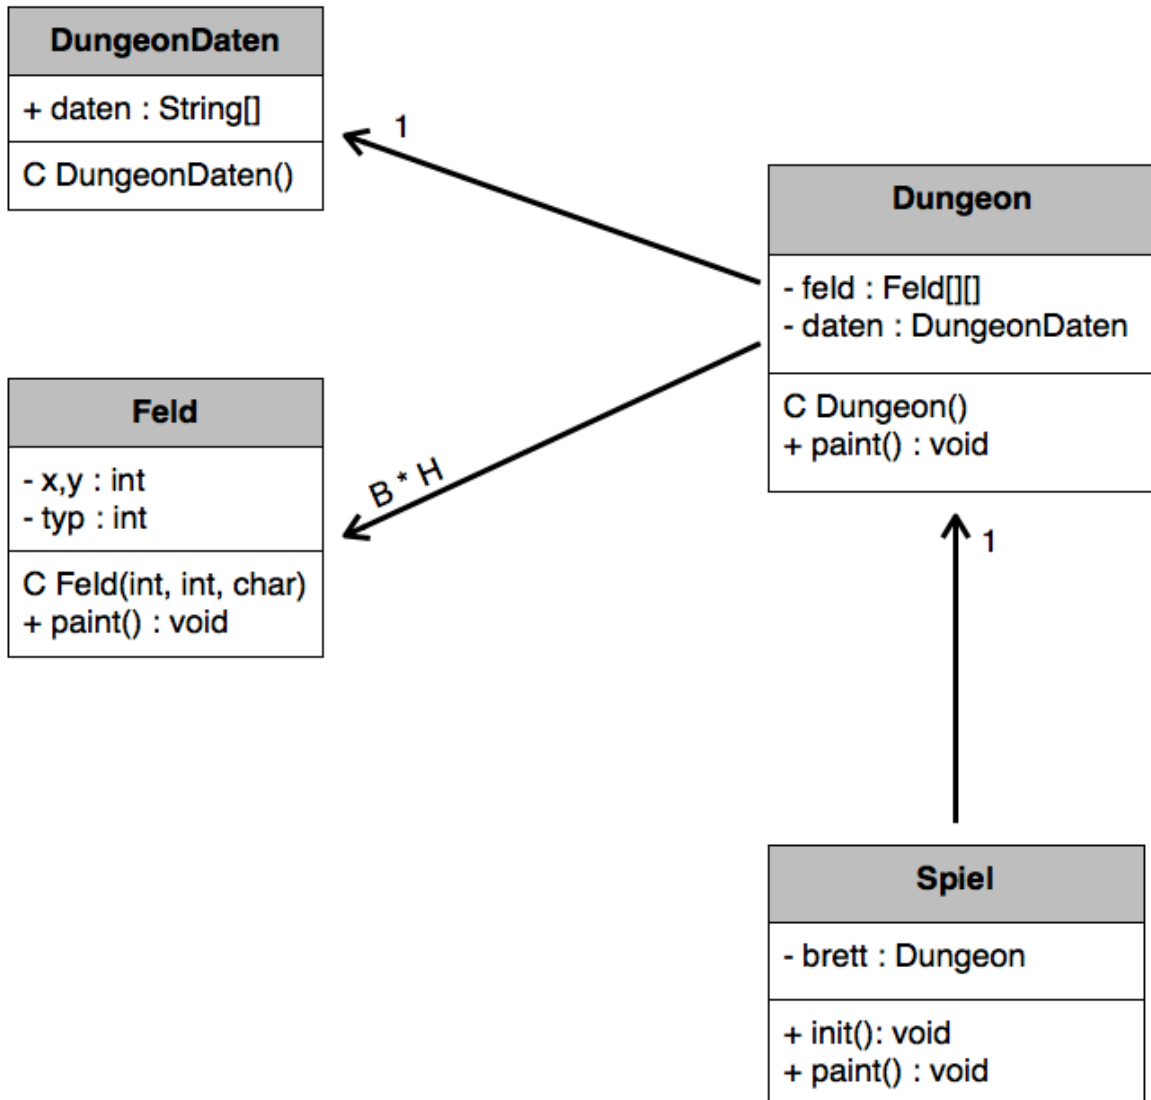 DungeonDaten
+ daten : String[]
C DungeonDaten()
1
Dungeon
- feld : Feld[][]
- daten : DungeonDaten
C Dungeon()
+ paint() : void
Feld
- x,y : int
- typ : int
C Feld(int, int, char)
+ paint() : void
B * H
1
Spiel
- brett : Dungeon
+ init(): void
+ paint() : void